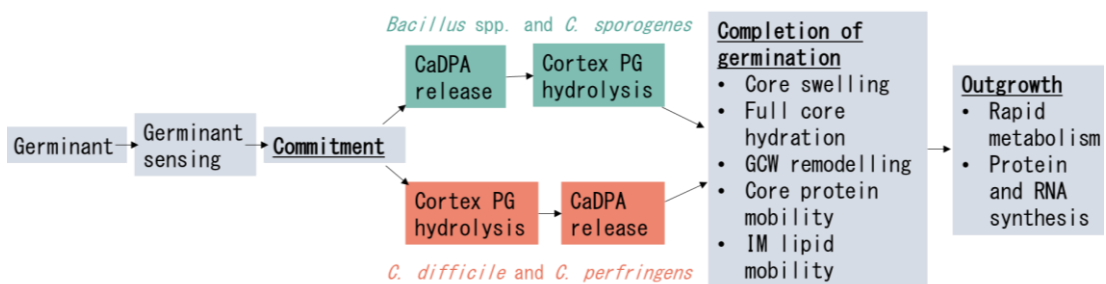 Bacillus spp. and C. sporogenes
CaDPA
release
Cortex PG
hydrolysis
Germinant
Germinant
sensing
Commitment
Cortex PG
hydrolysis
CaDPA
release
C. difficile and C. perfringens
Completion of
germination
• Core swelling
• Full core
hydration
• GCW remodelling
• Core protein
mobility
• IM lipid
mobility
Outgrowth
• Rapid
metabolism
• Protein
and RNA
synthesis